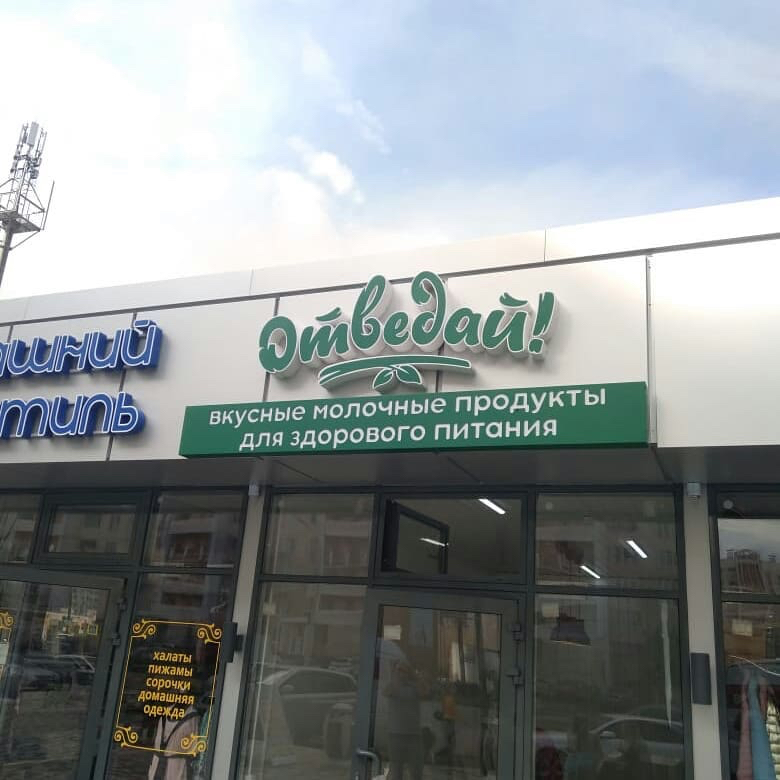 Отведай!
вкусные молочные продукты
для здорового питания
халаты
пижамы
сорочки
домашняя
одежда